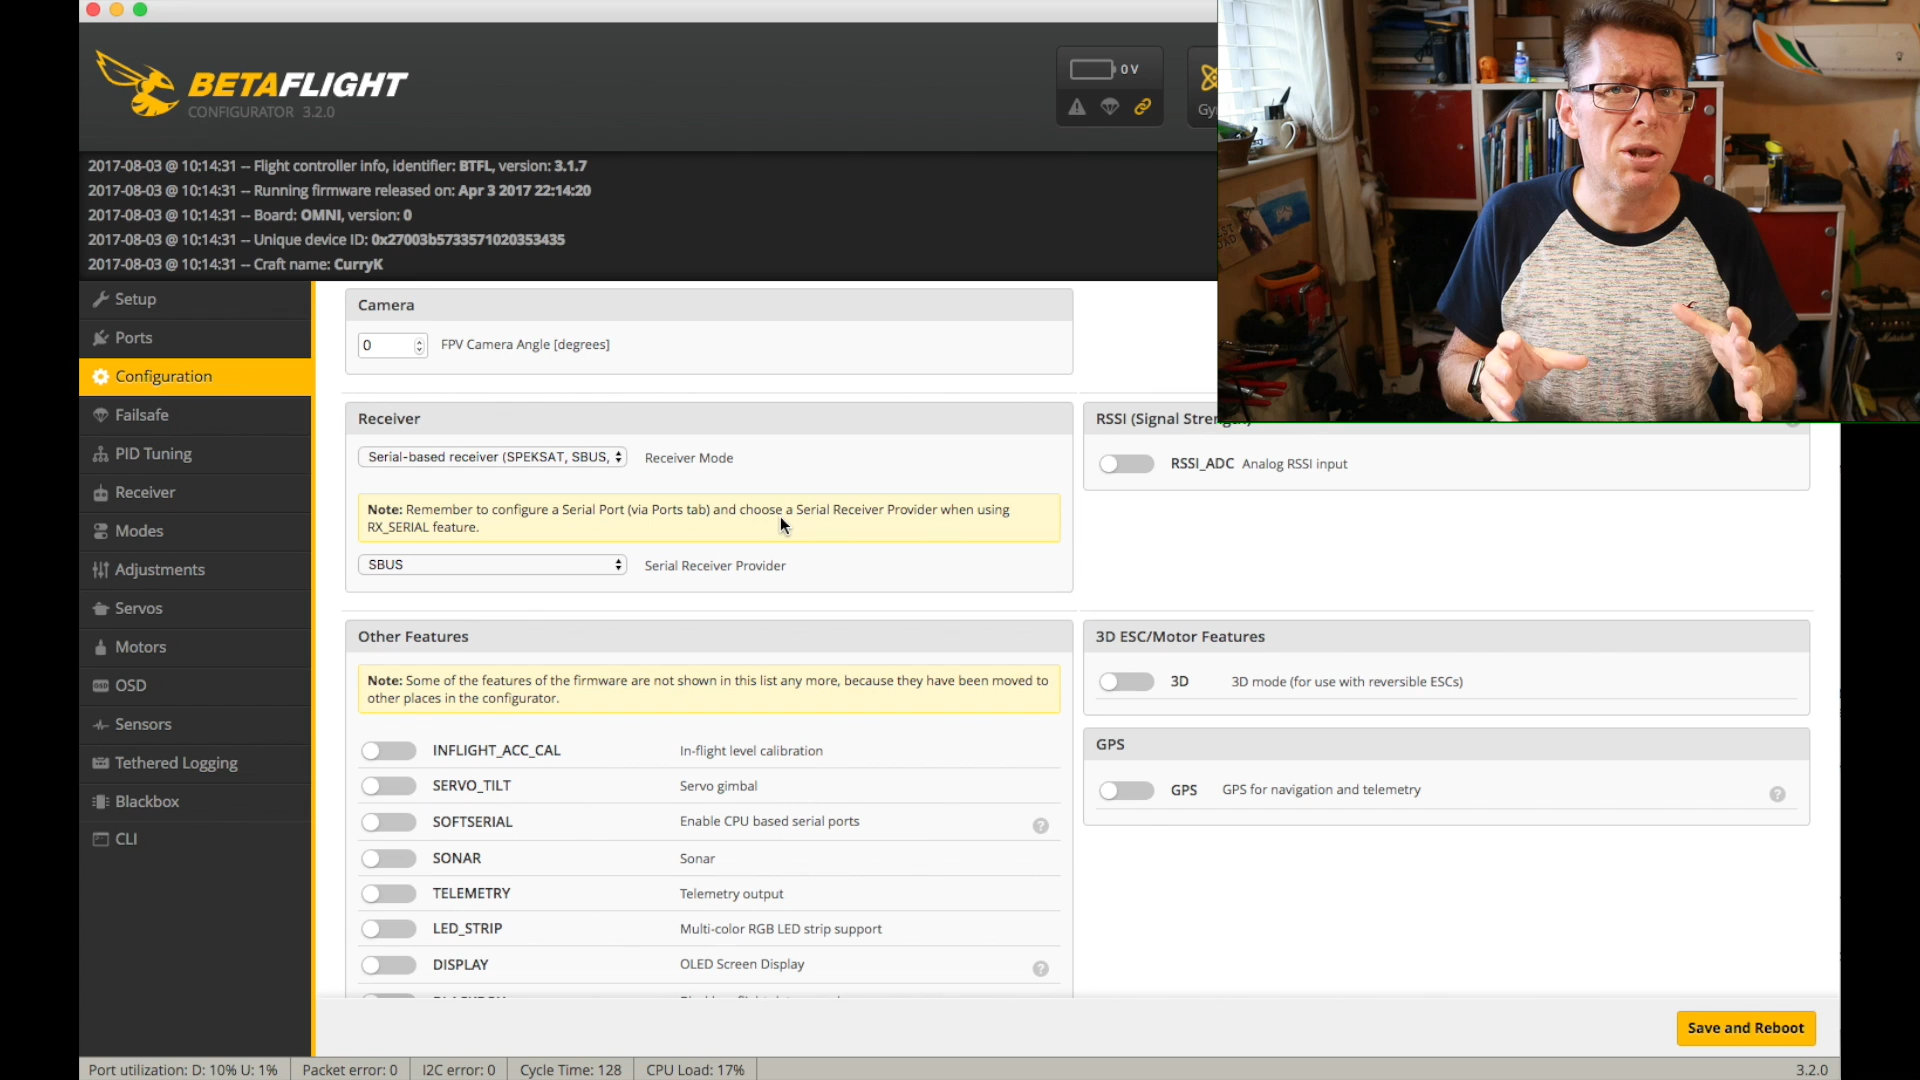 BETAFLIGHT
CONFIGURATOR 3.2.0
0 V
Gy
2017-08-03 @ 10:14:31 -- Flight controller info, identifier: BTFL, version: 3.1.7
2017-08-03 @ 10:14:31 -- Running firmware released on: Apr 3 2017 22:14:20
2017-08-03 @ 10:14:31 -- Board: OMNI, version: 0
2017-08-03 @ 10:14:31 -- Unique device ID: 0x27003b5733571020353435
2017-08-03 @ 10:14:31 -- Craft name: CurryK
Setup
Ports
Configuration
Failsafe
PID Tuning
Receiver
Modes
Adjustments
Servos
Motors
OSD
Sensors
Tethered Logging
Blackbox
CLI
Camera
0 FPV Camera Angle [degrees]
Receiver
Serial-based receiver (SPEKSAT, SBUS, Receiver Mode
Note: Remember to configure a Serial Port (via Ports tab) and choose a Serial Receiver Provider when using
RX_SERIAL feature.
SBUS Serial Receiver Provider
RSSI (Signal Strength)
RSSI_ADC Analog RSSI input
Other Features
Note: Some of the features of the firmware are not shown in this list any more, because they have been moved to
other places in the configurator.
INFLIGHT_ACC_CAL In-flight level calibration
SERVO_TILT Servo gimbal
SOFTSERIAL Enable CPU based serial ports ?
SONAR Sonar
TELEMETRY Telemetry output
LED_STRIP Multi-color RGB LED strip support
DISPLAY OLED Screen Display ?
3D ESC/Motor Features
3D 3D mode (for use with reversible ESCs)
GPS
GPS GPS for navigation and telemetry ?
Save and Reboot
Port utilization: D: 10% U: 1% Packet error: 0 I2C error: 0 Cycle Time: 128 CPU Load: 17% 3.2.0